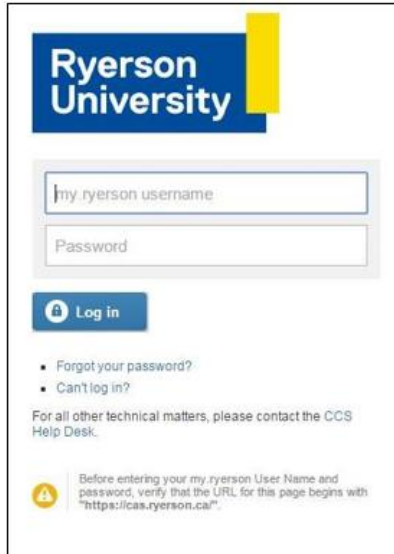 Ryerson
University
my.ryerson username
Password
Log in
Forgot your password?
Can't log in?
For all other technical matters, please contact the CCS
Help Desk.
Before entering your my.ryerson User Name and
password, verify that the URL for this page begins with
"https://cas.ryerson.ca/".